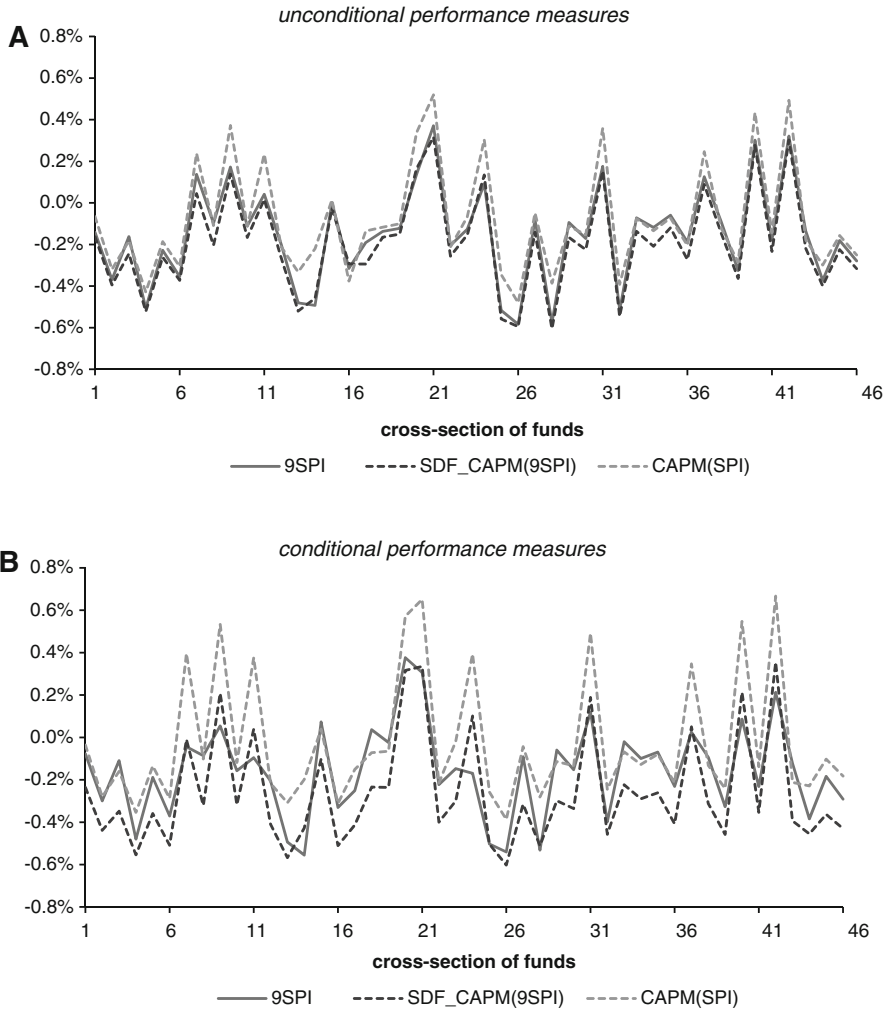 A
unconditional performance measures
0.8%
0.6%
0.4%
0.2%
0.0%
-0.2%
-0.4%
-0.6%
-0.8%
1 6 11 16 21 26 31 36 41 46
cross-section of funds
9SPI SDF_CAPM(9SPI) CAPM(SPI)
B
conditional performance measures
0.8%
0.6%
0.4%
0.2%
0.0%
-0.2%
-0.4%
-0.6%
-0.8%
1 6 11 16 21 26 31 36 41 46
cross-section of funds
9SPI SDF_CAPM(9SPI) CAPM(SPI)